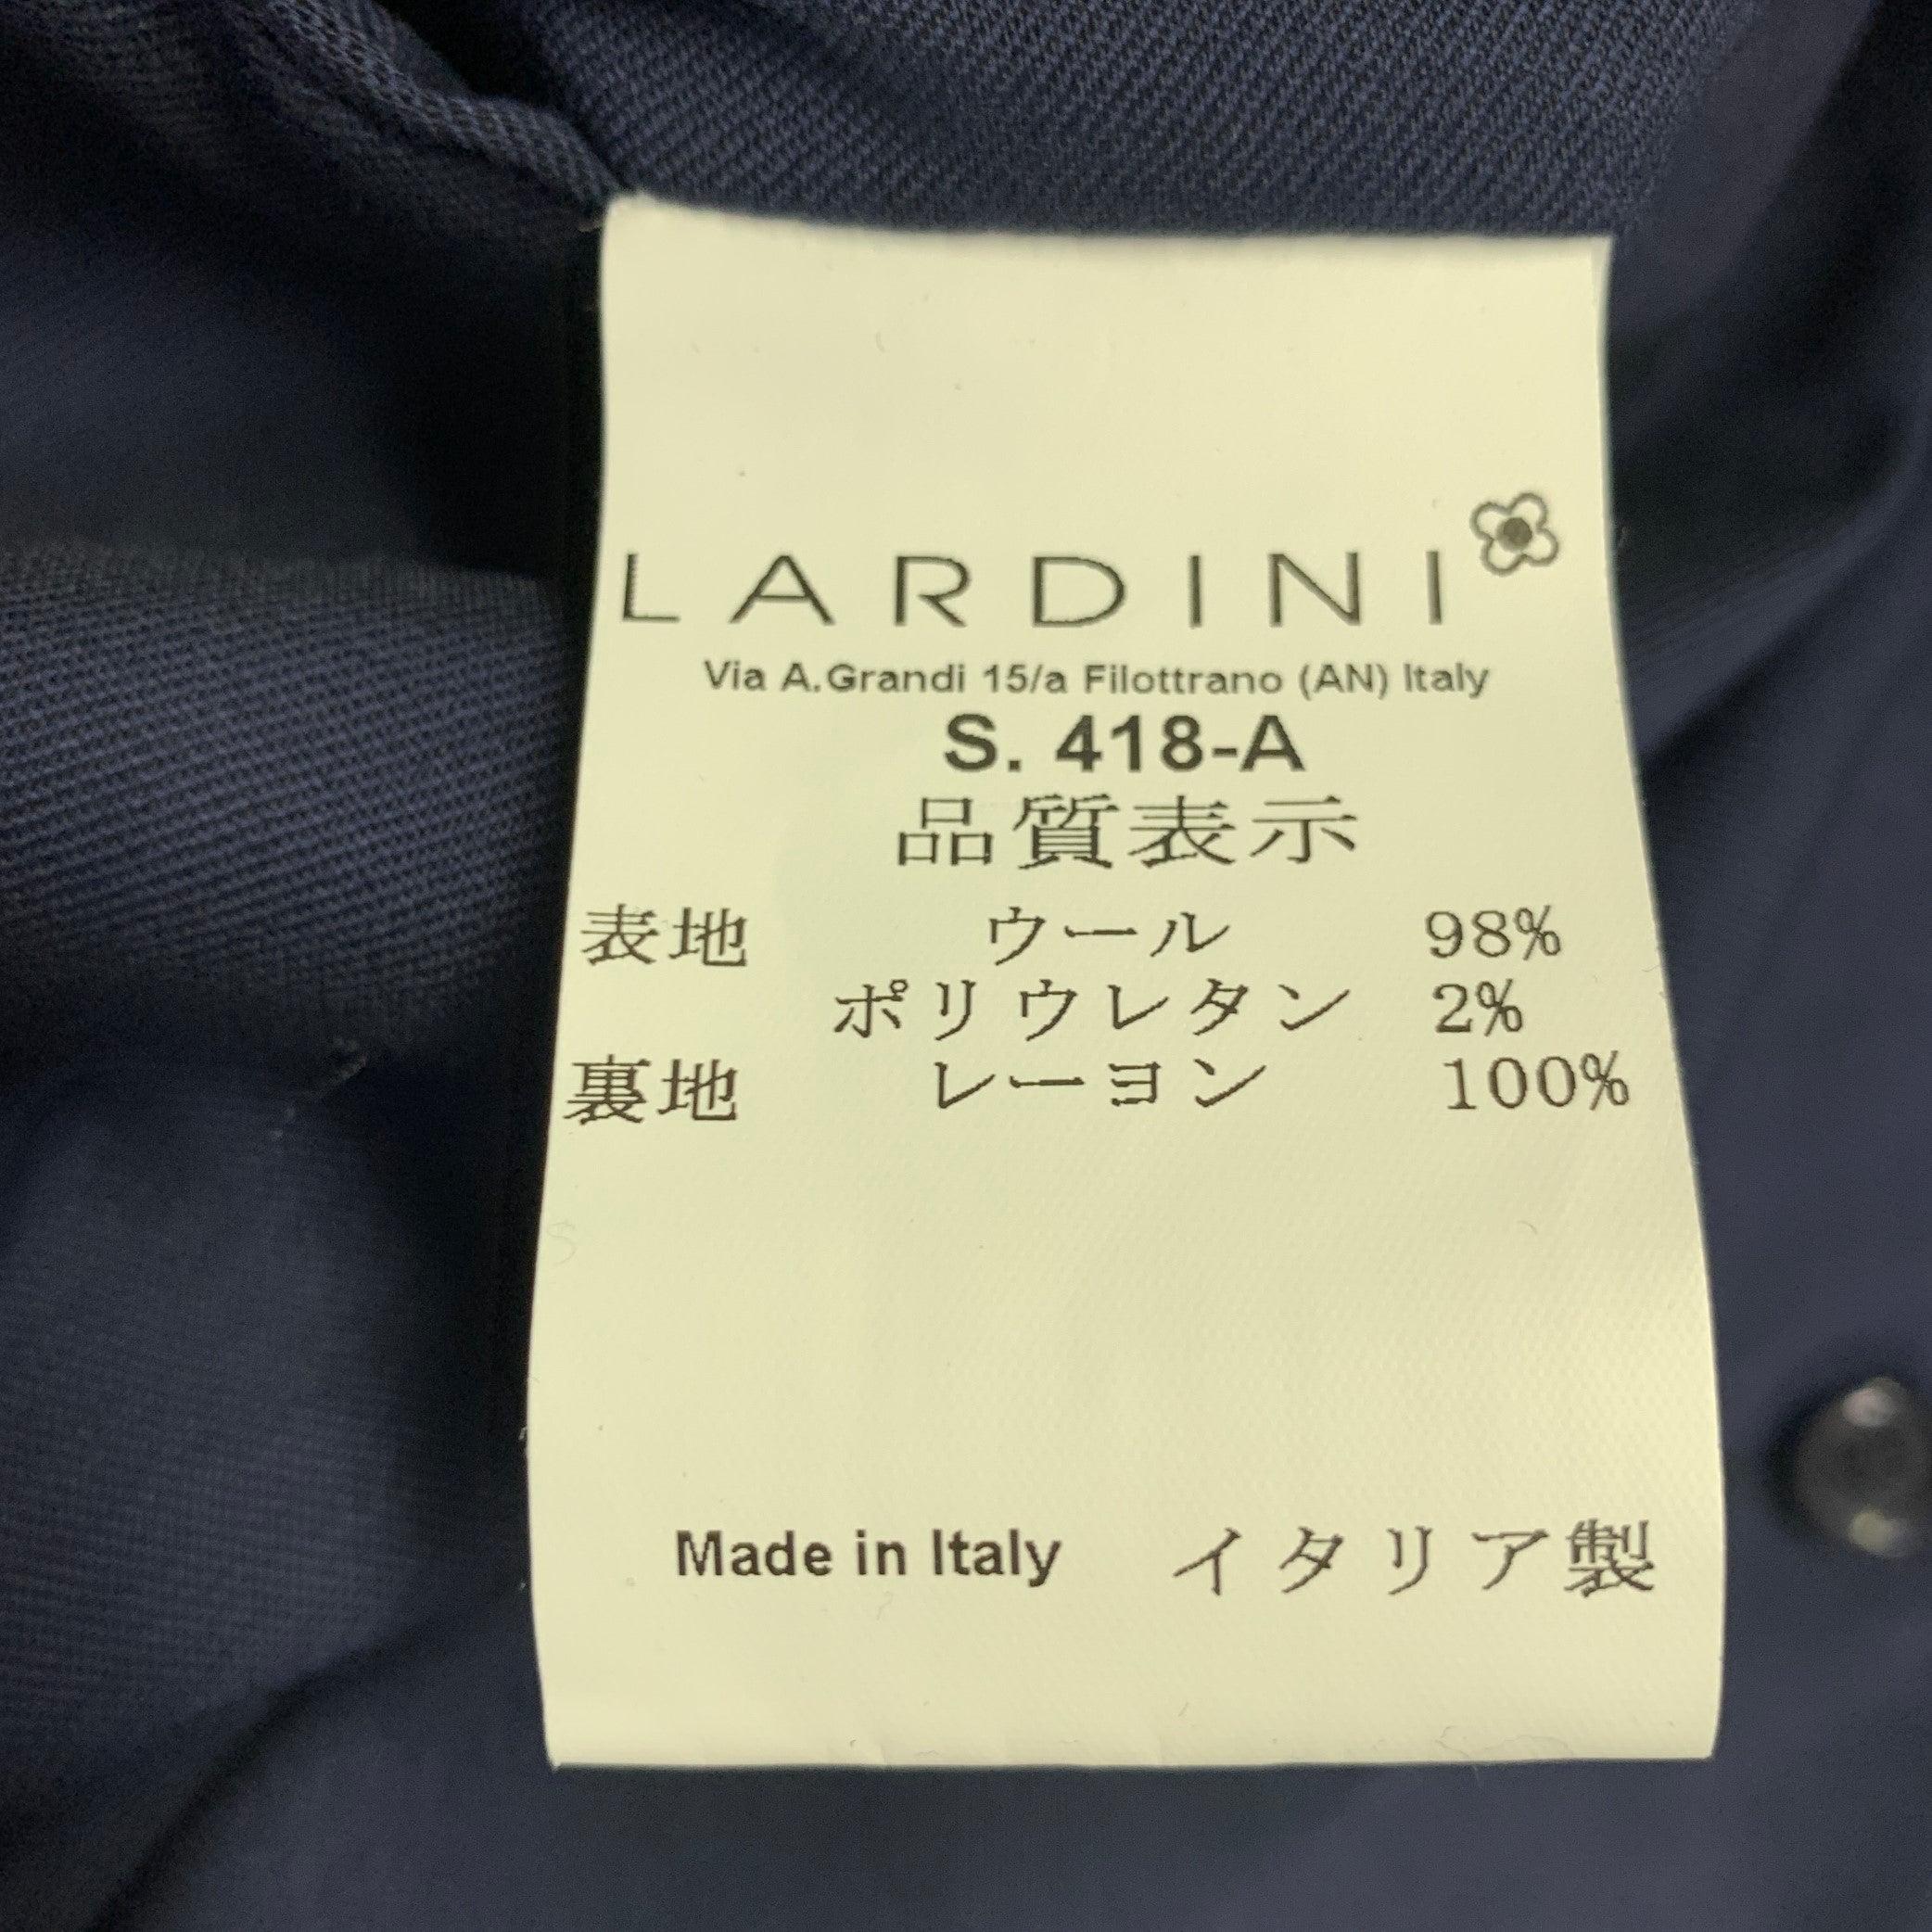 LARDINI
Via A.Grandi 15/a Filottrano (AN) Italy
S. 418-A
品質表示
表地 ウール 98%
ポリウレタン 2%
裏地 レーヨン 100%
Made in Italy イタリア製